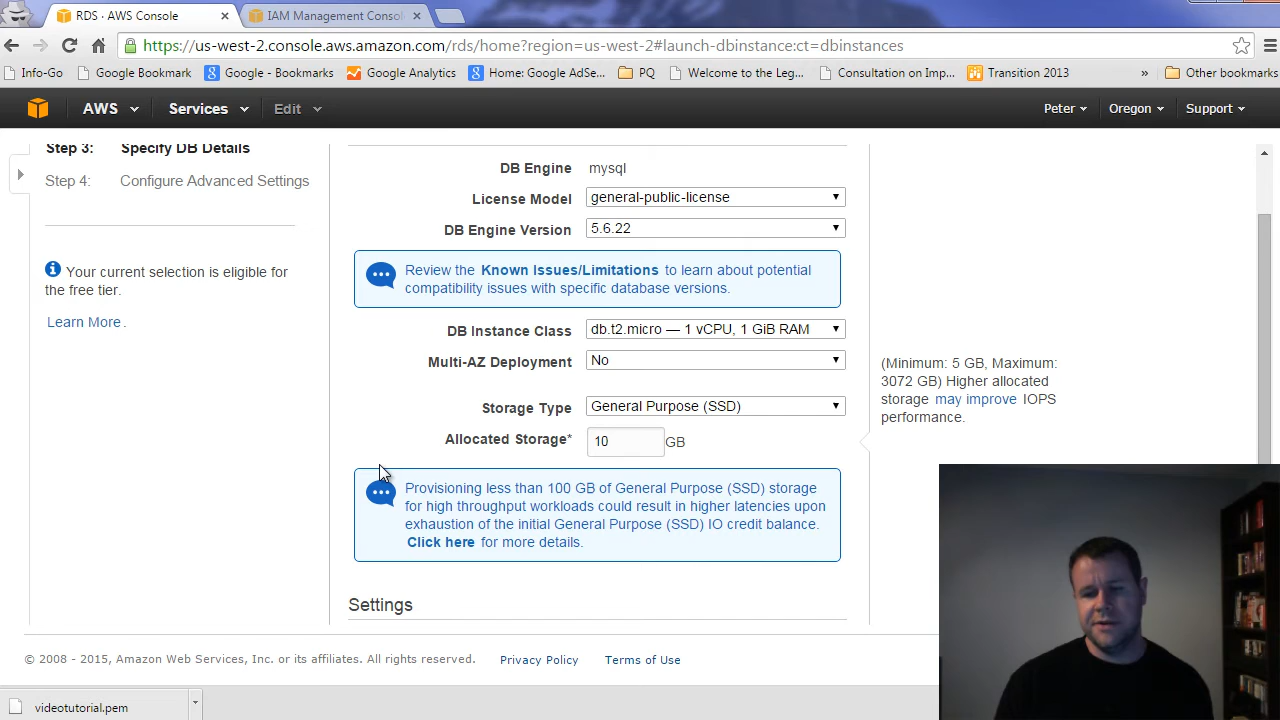 RDS · AWS Console
IAM Management Consol
https://us-west-2.console.aws.amazon.com/rds/home?region=us-west-2#launch-dbinstance:ct=dbinstances
Info-Go Google Bookmark Google Bookmarks Google Analytics Home: Google AdSe... PQ Welcome to the Leg... Consultation on Imp... Transition 2013 » Other bookmarks
AWS Services Edit Peter Oregon Support
Step 3: Specify DB Details
Step 4: Configure Advanced Settings
Your current selection is eligible for
the free tier.
Learn More.
DB Engine mysql
License Model general-public-license
DB Engine Version 5.6.22
Review the Known Issues/Limitations to learn about potential
compatibility issues with specific database versions.
DB Instance Class db.t2.micro — 1 vCPU, 1 GiB RAM
Multi-AZ Deployment No
Storage Type General Purpose (SSD)
Allocated Storage* 10 GB
(Minimum: 5 GB, Maximum:
3072 GB) Higher allocated
storage may improve IOPS
performance.
Provisioning less than 100 GB of General Purpose (SSD) storage
for high throughput workloads could result in higher latencies upon
exhaustion of the initial General Purpose (SSD) IO credit balance.
Click here for more details.
Settings
© 2008 - 2015, Amazon Web Services, Inc. or its affiliates. All rights reserved. Privacy Policy Terms of Use
videotutorial.pem